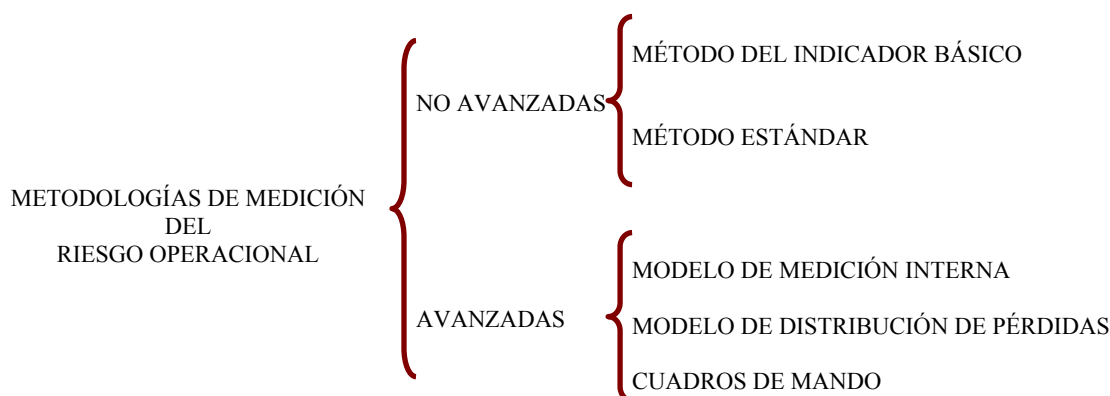 METODOLOGÍAS DE MEDICIÓN
DEL
RIESGO OPERACIONAL
NO AVANZADAS
MÉTODO DEL INDICADOR BÁSICO
MÉTODO ESTÁNDAR
AVANZADAS
MODELO DE MEDICIÓN INTERNA
MODELO DE DISTRIBUCIÓN DE PÉRDIDAS
CUADROS DE MANDO